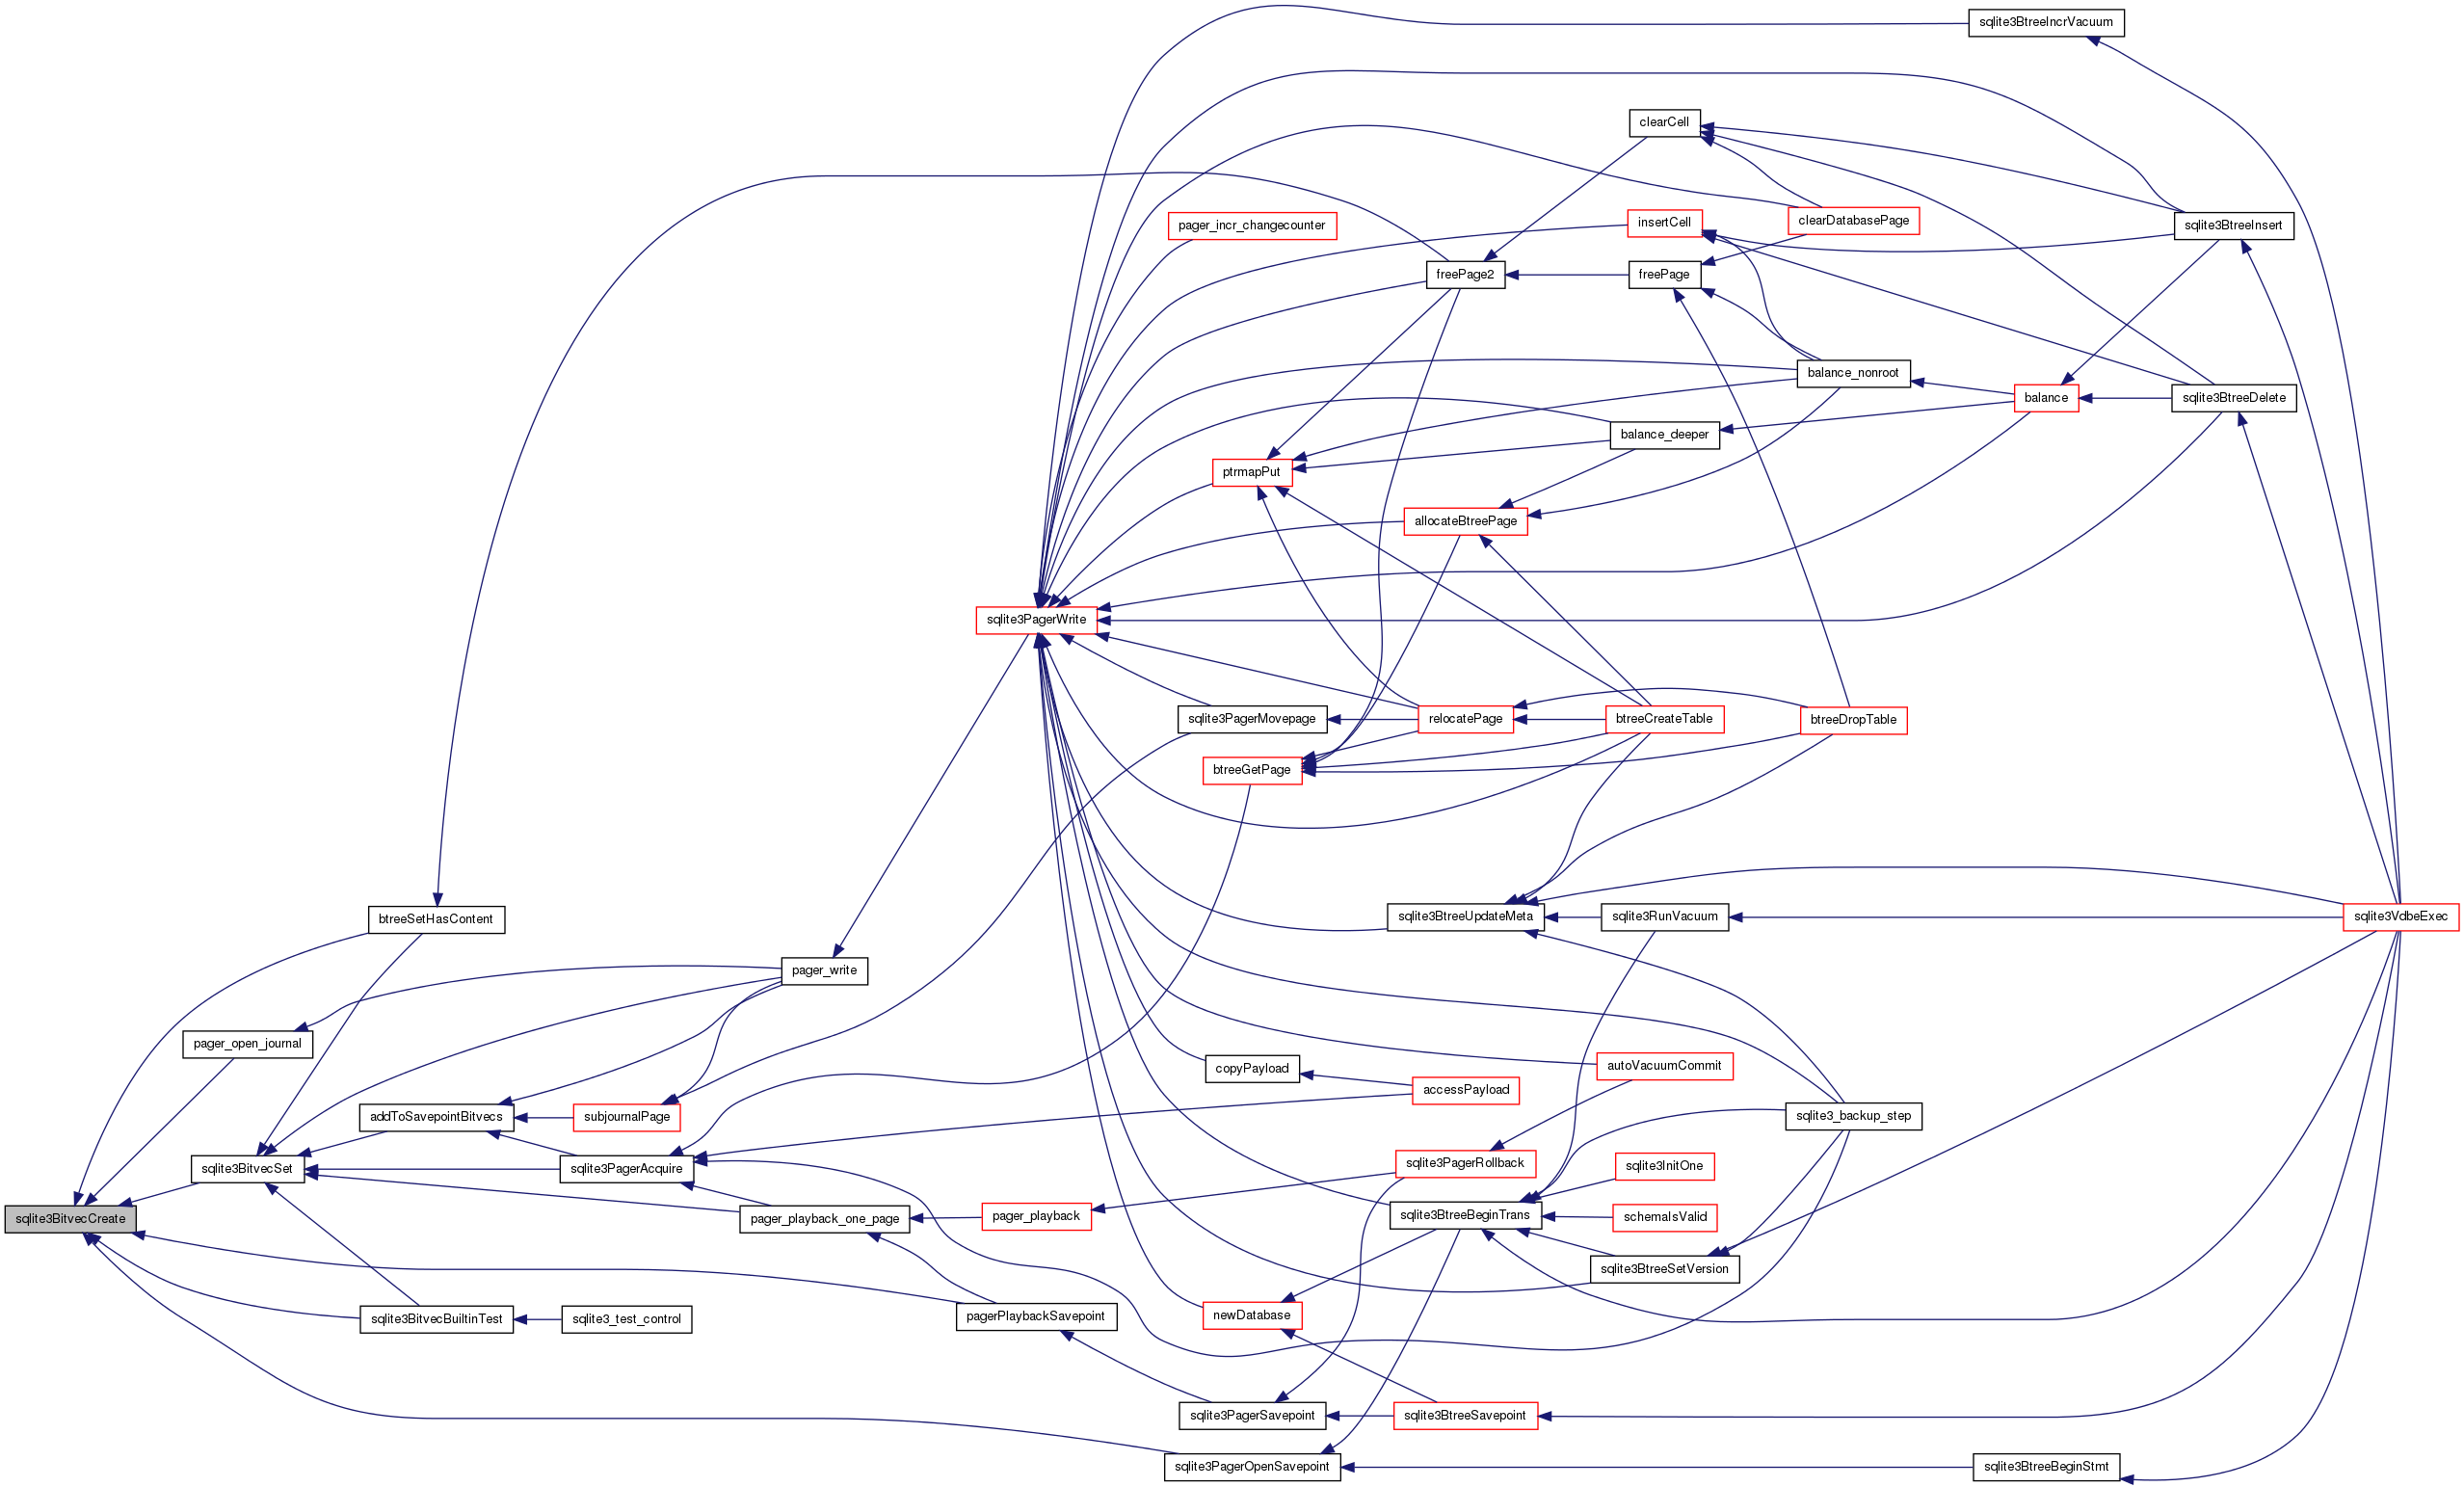 sqlite3BtreeIncrVacuum
clearCell
pager_incr_changecounter
insertCell
clearDatabasePage
sqlite3BtreeInsert
freePage2
freePage
balance_nonroot
balance
sqlite3BtreeDelete
balance_deeper
ptrmapPut
allocateBtreePage
sqlite3PagerWrite
sqlite3PagerMovepage
relocatePage
btreeCreateTable
btreeDropTable
btreeGetPage
btreeSetHasContent
sqlite3BtreeUpdateMeta
sqlite3RunVacuum
sqlite3VdbeExec
pager_write
pager_open_journal
copyPayload
autoVacuumCommit
accessPayload
addToSavepointBitvecs
subjournalPage
sqlite3_backup_step
sqlite3BitvecSet
sqlite3PagerAcquire
sqlite3PagerRollback
sqlite3InitOne
sqlite3BitvecCreate
pager_playback_one_page
pager_playback
sqlite3BtreeBeginTrans
schemaIsValid
sqlite3BtreeSetVersion
sqlite3BitvecBuiltinTest
sqlite3_test_control
pagerPlaybackSavepoint
newDatabase
sqlite3PagerSavepoint
sqlite3BtreeSavepoint
sqlite3PagerOpenSavepoint
sqlite3BtreeBeginStmt